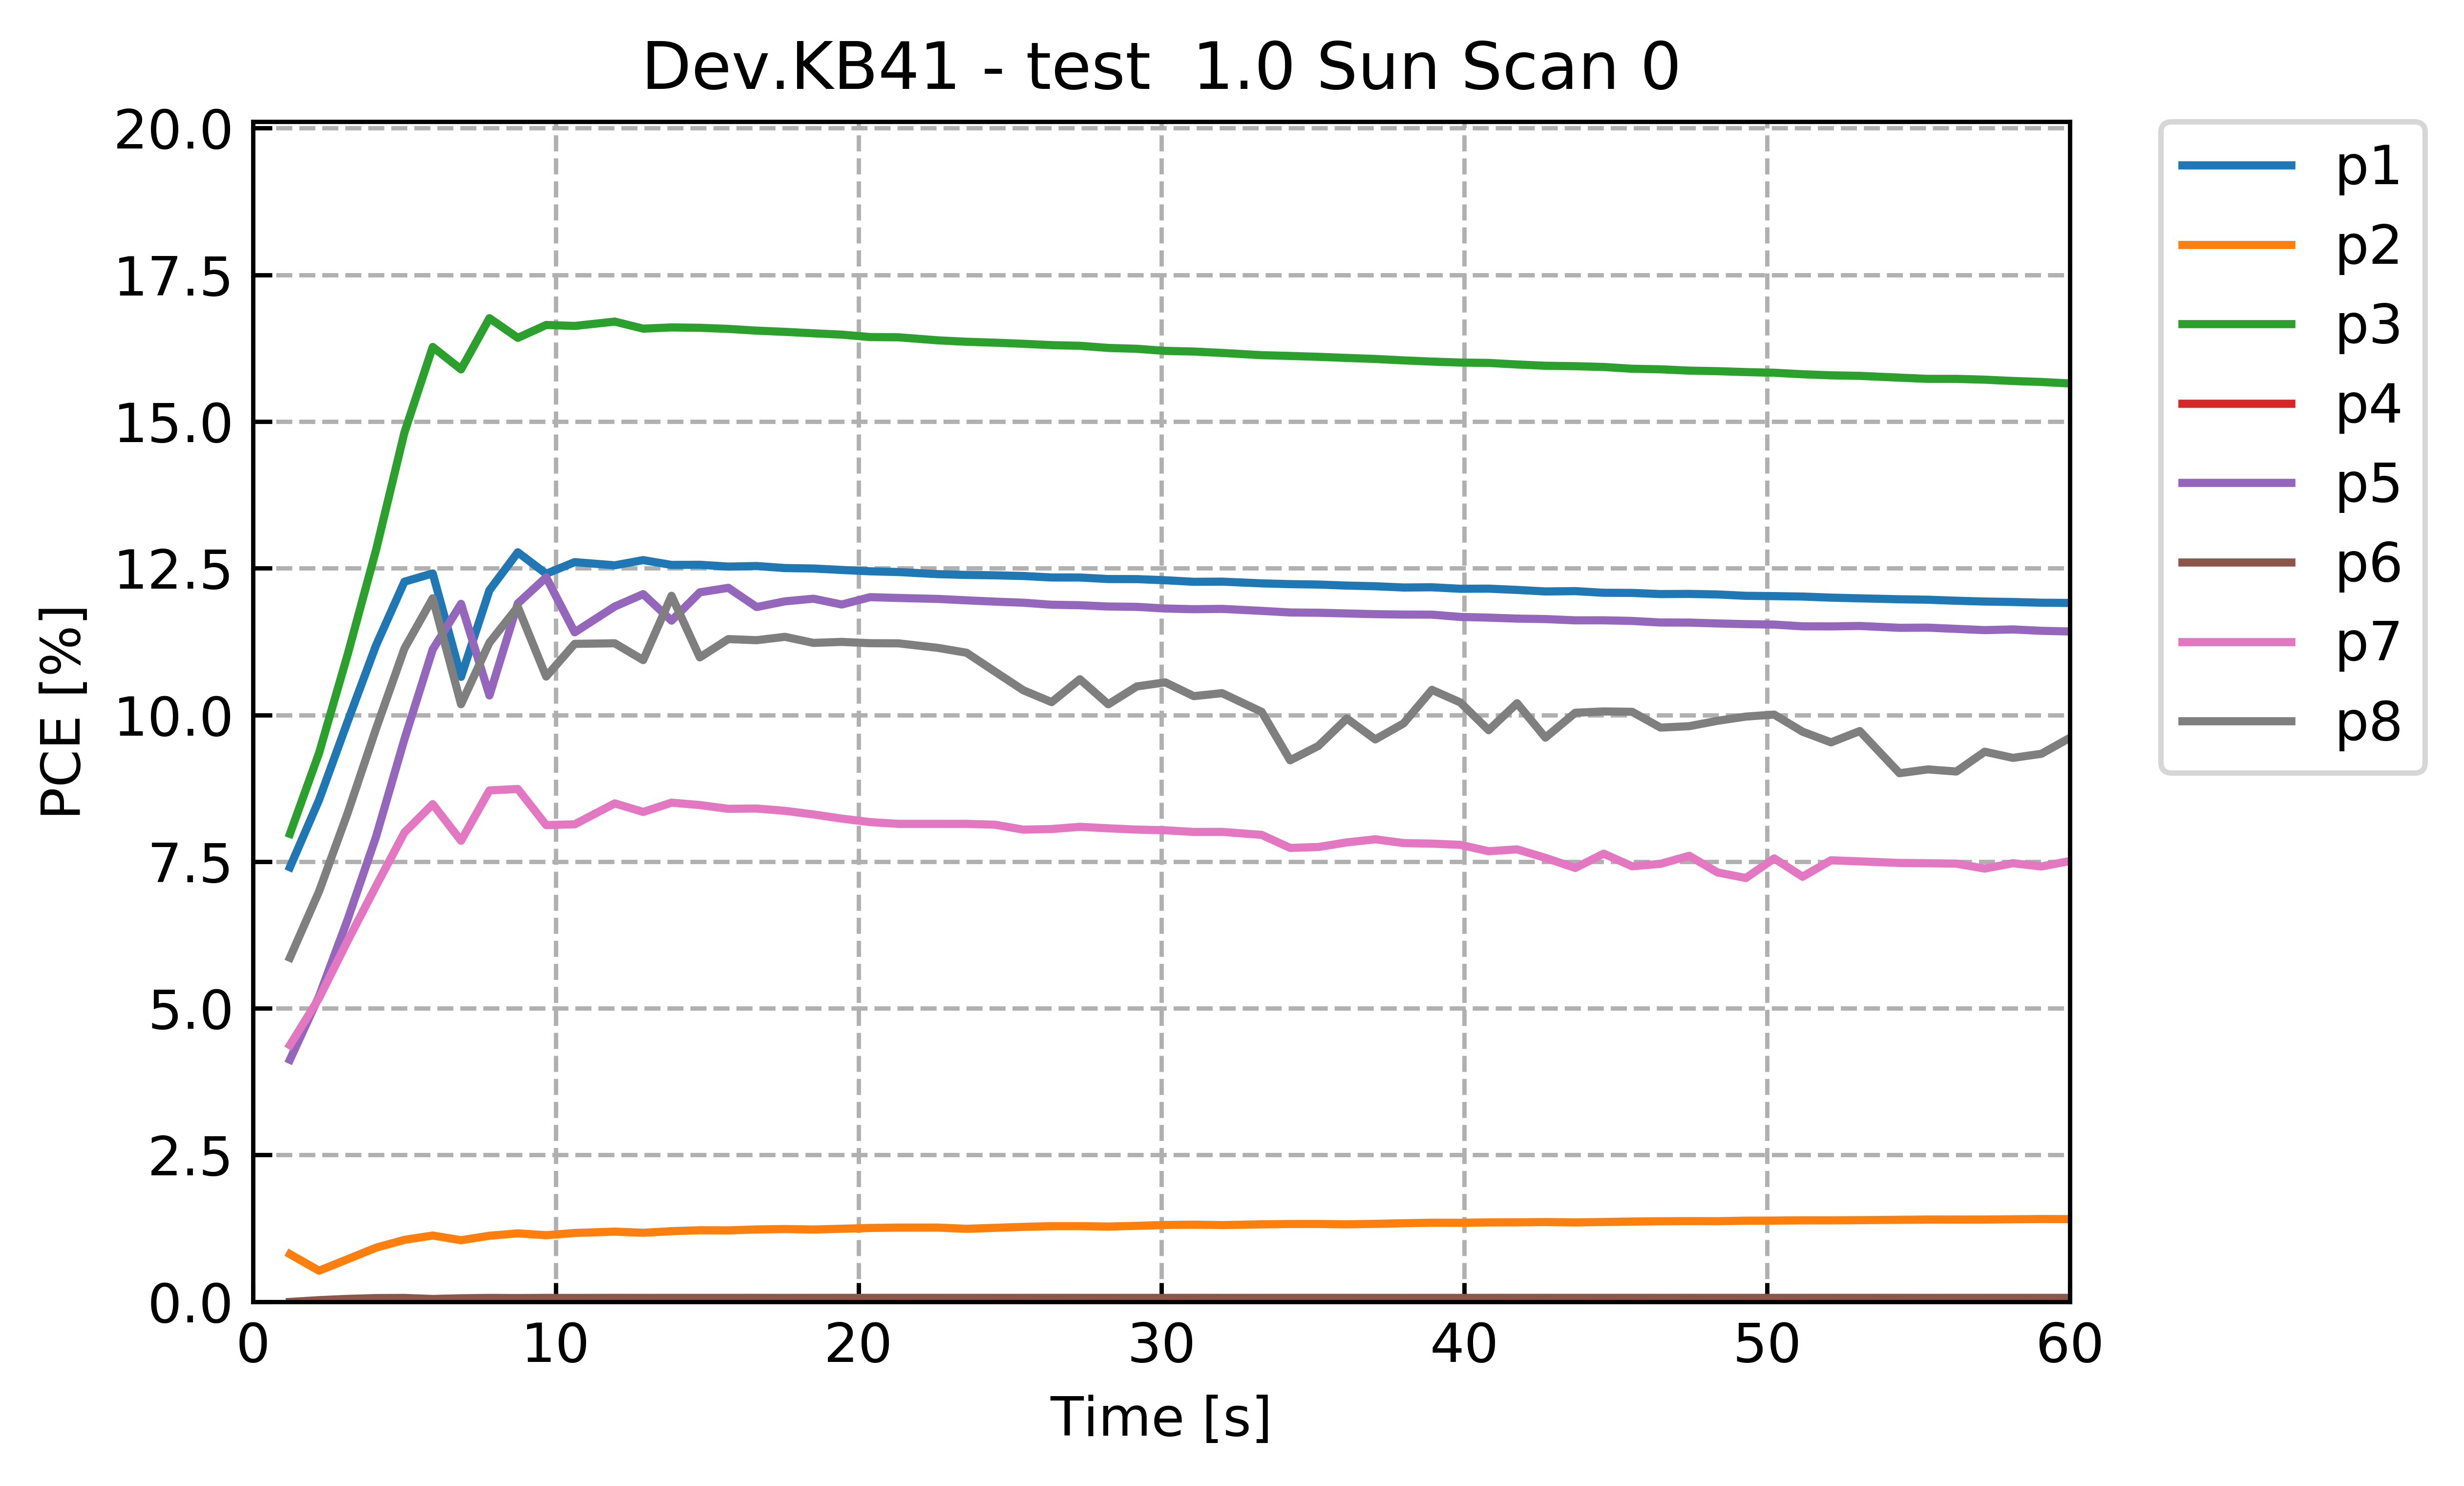 Dev.KB41 - test  1.0 Sun Scan 0
20.0
17.5
15.0
12.5
10.0
7.5
5.0
2.5
0.0
PCE [%]
0 10 20 30 40 50 60
Time [s]
p1
p2
p3
p4
p5
p6
p7
p8